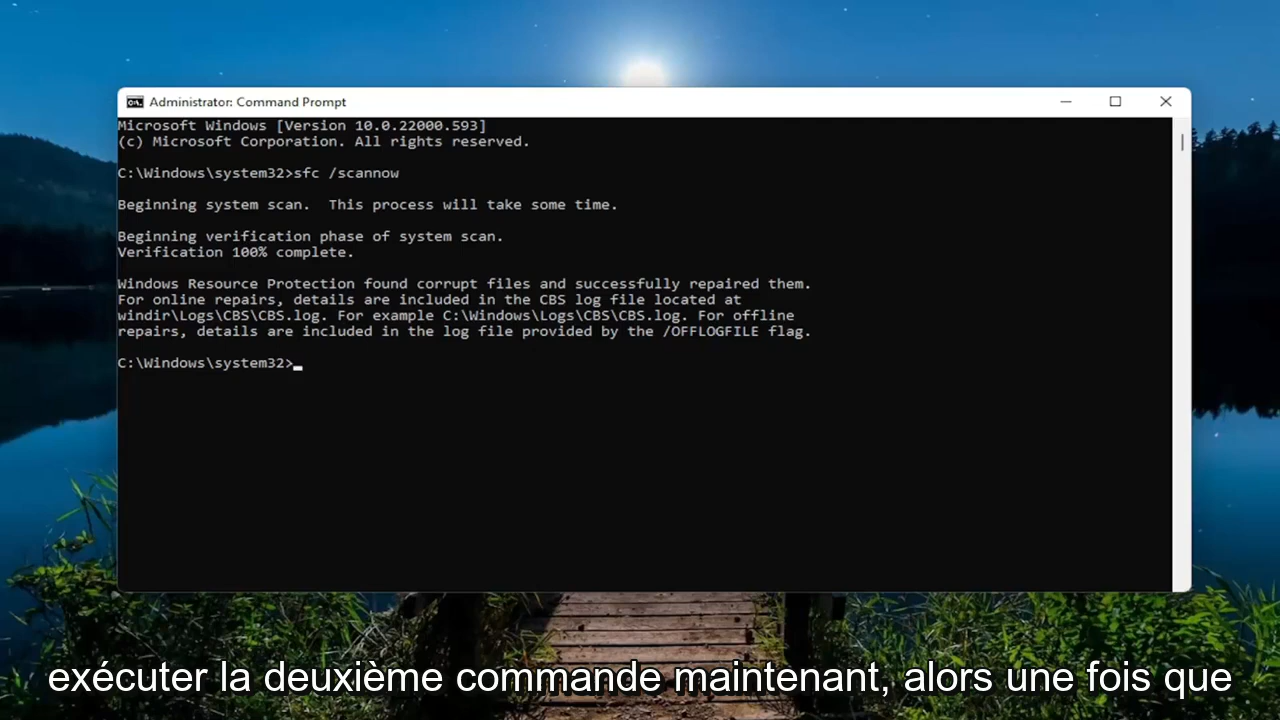 Administrator: Command Prompt
Microsoft Windows [Version 10.0.22000.593]
(c) Microsoft Corporation. All rights reserved.
C:\Windows\system32>sfc /scannow
Beginning system scan.  This process will take some time.
Beginning verification phase of system scan.
Verification 100% complete.
Windows Resource Protection found corrupt files and successfully repaired them.
For online repairs, details are included in the CBS log file located at
windir\Logs\CBS\CBS.log. For example C:\Windows\Logs\CBS\CBS.log. For offline
repairs, details are included in the log file provided by the /OFFLOGFILE flag.
C:\Windows\system32>
exécuter la deuxième commande maintenant, alors une fois que